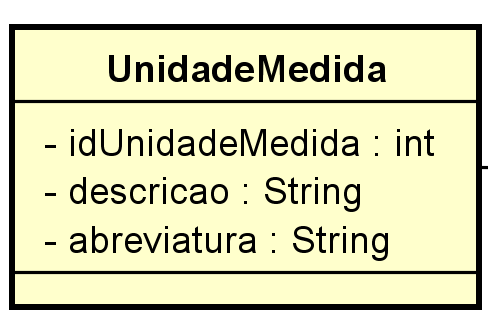 UnidadeMedida
- idUnidadeMedida : int
- descricao : String
- abreviatura : String